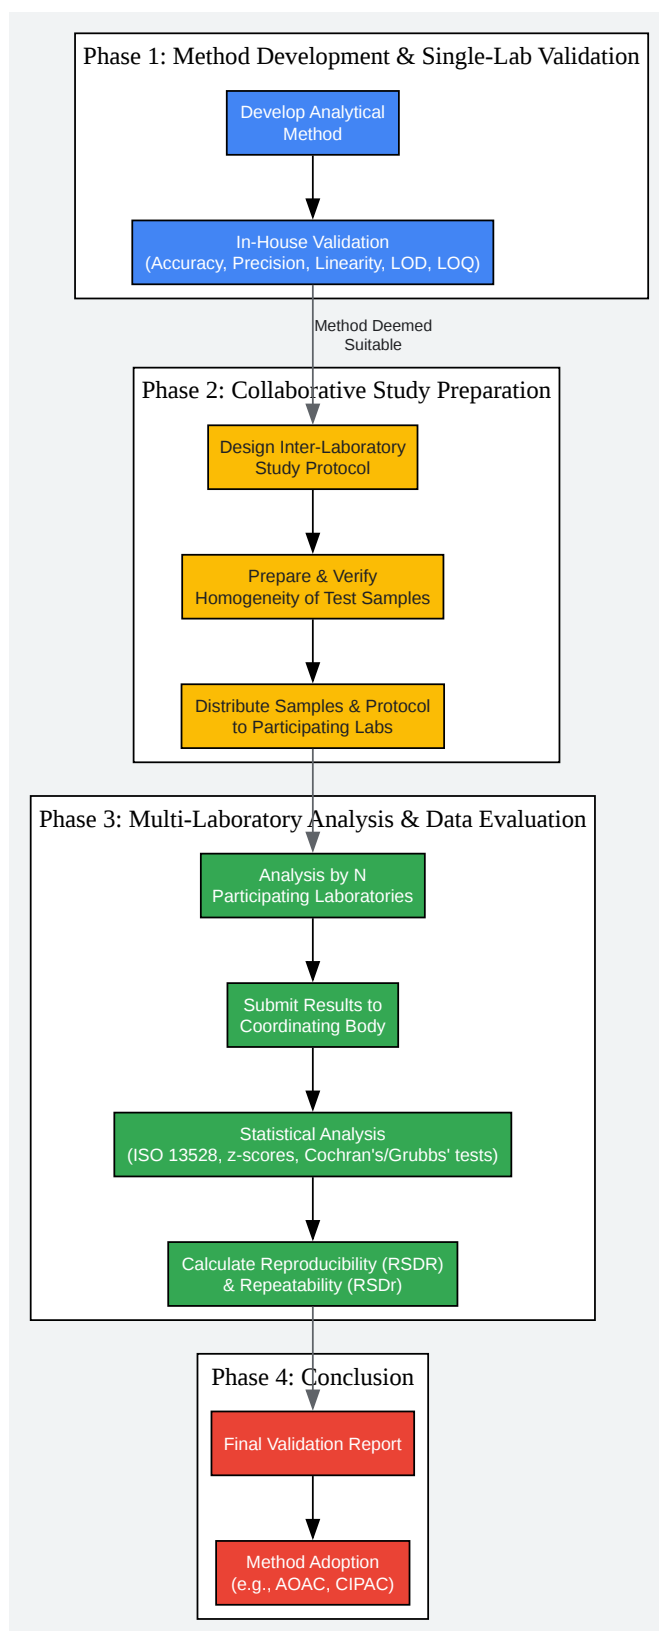 Phase 1: Method Development & Single-Lab Validation
Develop Analytical
Method
In-House Validation
(Accuracy, Precision, Linearity, LOD, LOQ)
Method Deemed
Suitable
Phase 2: Collaborative Study Preparation
Design Inter-Laboratory
Study Protocol
Prepare & Verify
Homogeneity of Test Samples
Distribute Samples & Protocol
to Participating Labs
Phase 3: Multi-Laboratory Analysis & Data Evaluation
Analysis by N
Participating Laboratories
Submit Results to
Coordinating Body
Statistical Analysis
(ISO 13528, z-scores, Cochran's/Grubbs' tests)
Calculate Reproducibility (RSDR)
& Repeatability (RSDr)
Phase 4: Conclusion
Final Validation Report
Method Adoption
(e.g., AOAC, CIPAC)